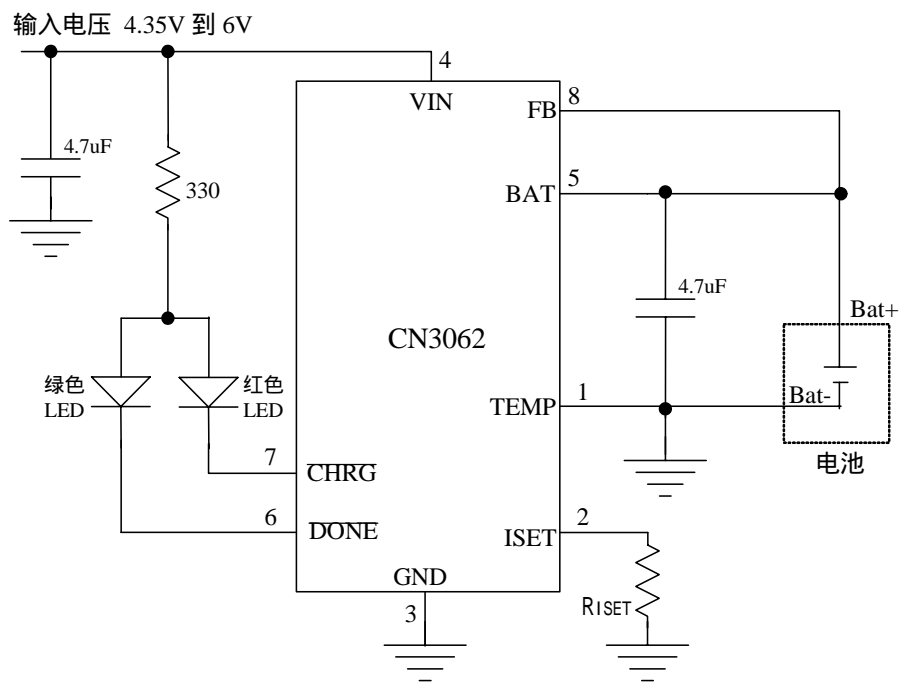 输入电压 4.35V 到 6V
4
VIN
8
FB
4.7uF
330
5
BAT
4.7uF
CN3062
Bat+
绿色
LED
红色
LED
1
TEMP
Bat-
电池
7
CHRG
6
DONE
2
ISET
GND
3
RISET